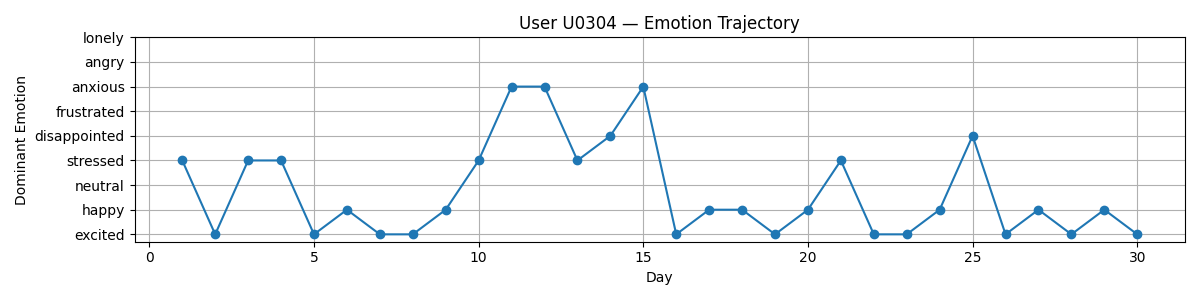 User U0304 — Emotion Trajectory
Dominant Emotion
lonely
angry
anxious
frustrated
disappointed
stressed
neutral
happy
excited
0 5 10 15 20 25 30
Day